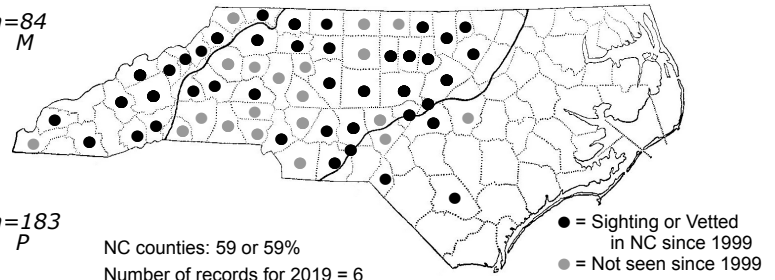 =84
M
=183
P
NC counties: 59 or 59%
Number of records for 2019 = 6
● = Sighting or Vetted
in NC since 1999
● = Not seen since 1999